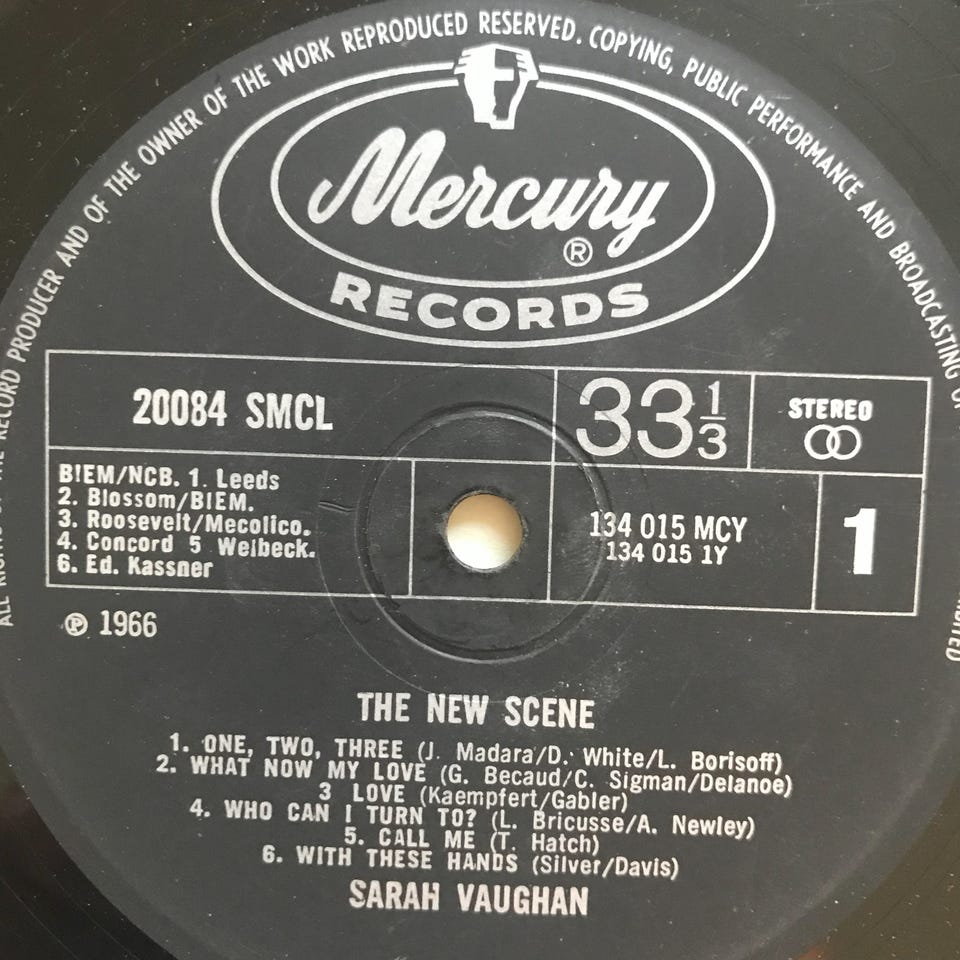 ALL RIGHTS OF THE RECORD PRODUCER AND OF THE OWNER OF THE WORK REPRODUCED RESERVED. COPYING, PUBLIC PERFORMANCE AND BROADCASTING OF
Mercury
®
RECORDS
20084 SMCL
33 1/3
STEREO
B!EM/NCB. 1. Leeds
2. Blossom/BIEM.
3. Roosevelt/Mecolico.
4. Concord 5 Welbeck.
6. Ed. Kassner
134 015 MCY
134 015 1Y
1
℗ 1966
THE NEW SCENE
1. ONE, TWO, THREE (J. Madara/D. White/L. Borisoff)
2. WHAT NOW MY LOVE (G. Becaud/C. Sigman/Delanoe)
3 LOVE (Kaempfert/Gabler)
4. WHO CAN I TURN TO? (L. Bricusse/A. Newley)
5. CALL ME (T. Hatch)
6. WITH THESE HANDS (Silver/Davis)
SARAH VAUGHAN